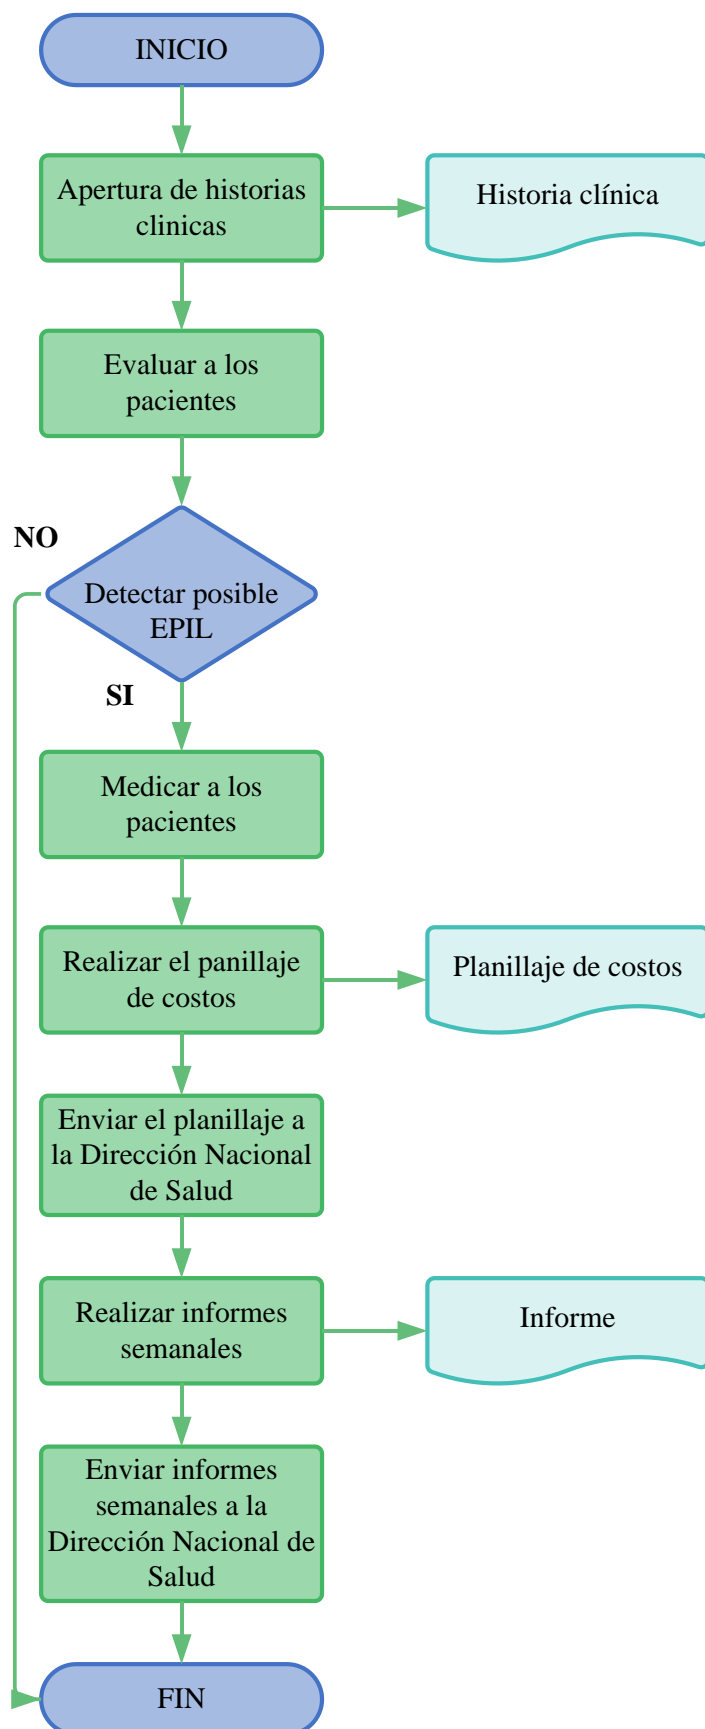 INICIO
Apertura de historias
clinicas
Historia clínica
Evaluar a los
pacientes
NO
Detectar posible
EPIL
SI
Medicar a los
pacientes
Realizar el panillaje
de costos
Planillaje de costos
Enviar el planillaje a
la Dirección Nacional
de Salud
Realizar informes
semanales
Informe
Enviar informes
semanales a la
Dirección Nacional de
Salud
FIN